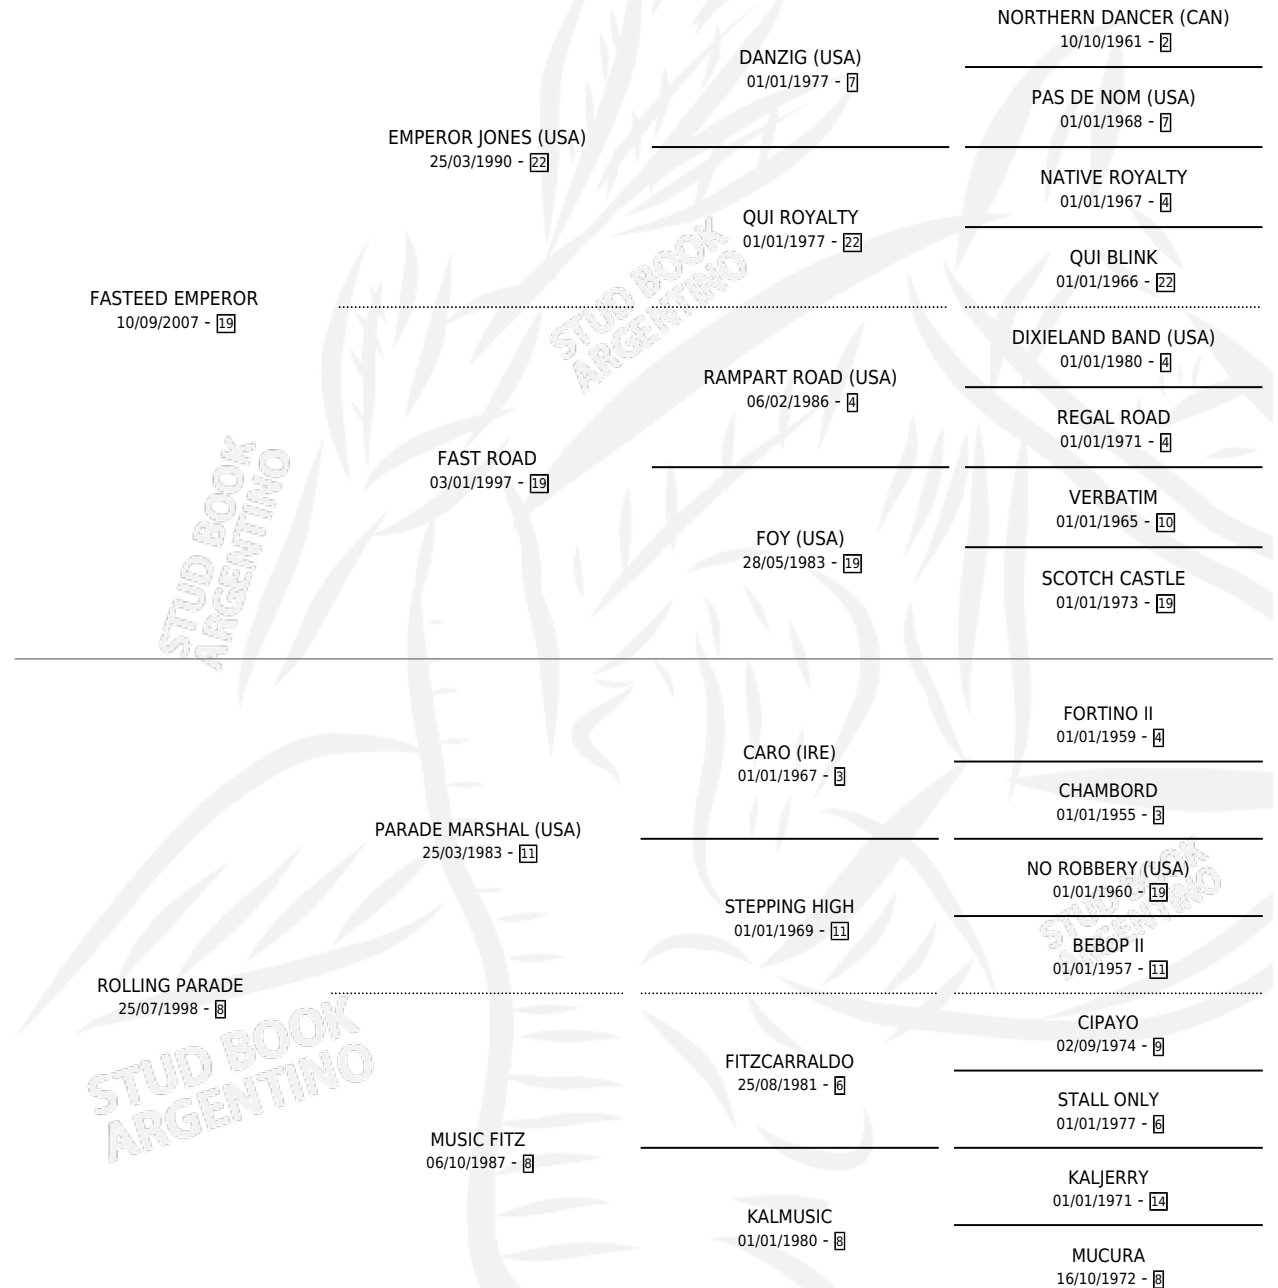 NORTHERN DANCER (CAN)
10/10/1961 - 2
DANZIG (USA)
01/01/1977 - 7
PAS DE NOM (USA)
01/01/1968 - 7
EMPEROR JONES (USA)
25/03/1990 - 22
NATIVE ROYALTY
01/01/1967 - 4
QUI ROYALTY
01/01/1977 - 22
QUI BLINK
01/01/1966 - 22
FASTEED EMPEROR
10/09/2007 - 19
DIXIELAND BAND (USA)
01/01/1980 - 4
RAMPART ROAD (USA)
06/02/1986 - 4
REGAL ROAD
01/01/1971 - 4
FAST ROAD
03/01/1997 - 19
VERBATIM
01/01/1965 - 10
FOY (USA)
28/05/1983 - 19
SCOTCH CASTLE
01/01/1973 - 19
STUD BOOK
ARGENTINO
STUD BOOK
ARGENTINO
FORTINO II
01/01/1959 - 4
CARO (IRE)
01/01/1967 - 3
CHAMBORD
01/01/1955 - 3
PARADE MARSHAL (USA)
25/03/1983 - 11
NO ROBBERY (USA)
01/01/1960 - 19
STEPPING HIGH
01/01/1969 - 11
BEBOP II
01/01/1957 - 11
STUD BOOK
ARGENTINO
ROLLING PARADE
25/07/1998 - 8
CIPAYO
02/09/1974 - 9
FITZCARRALDO
25/08/1981 - 6
STALL ONLY
01/01/1977 - 6
MUSIC FITZ
06/10/1987 - 8
KALJERRY
01/01/1971 - 14
KALMUSIC
01/01/1980 - 8
MUCURA
16/10/1972 - 8
STUD BOOK
ARGENTINO